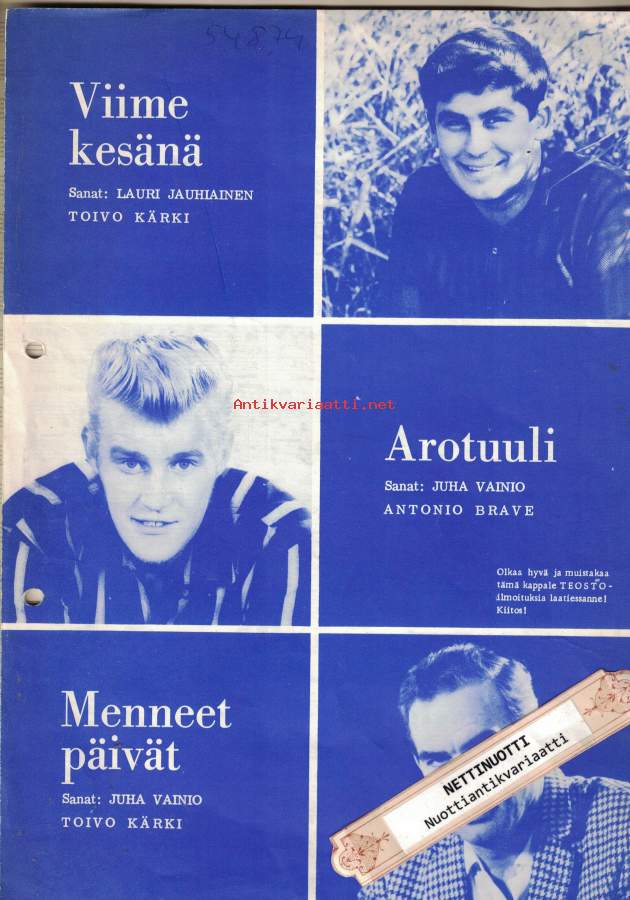 54874
Viime
kesänä
Sanat: LAURI JAUHIAINEN
TOIVO KÄRKI
Antikvariaatti.net
Arotuuli
Sanat: JUHA VAINIO
ANTONIO BRAVE
Olkaa hyvä ja muistakaa
tämä kappale TEOSTO-
ilmoituksia laatiessanne!
Kiitos!
Menneet
päivät
Sanat: JUHA VAINIO
TOIVO KÄRKI
NETTINUOTTI
Nuottiantikvariaatti